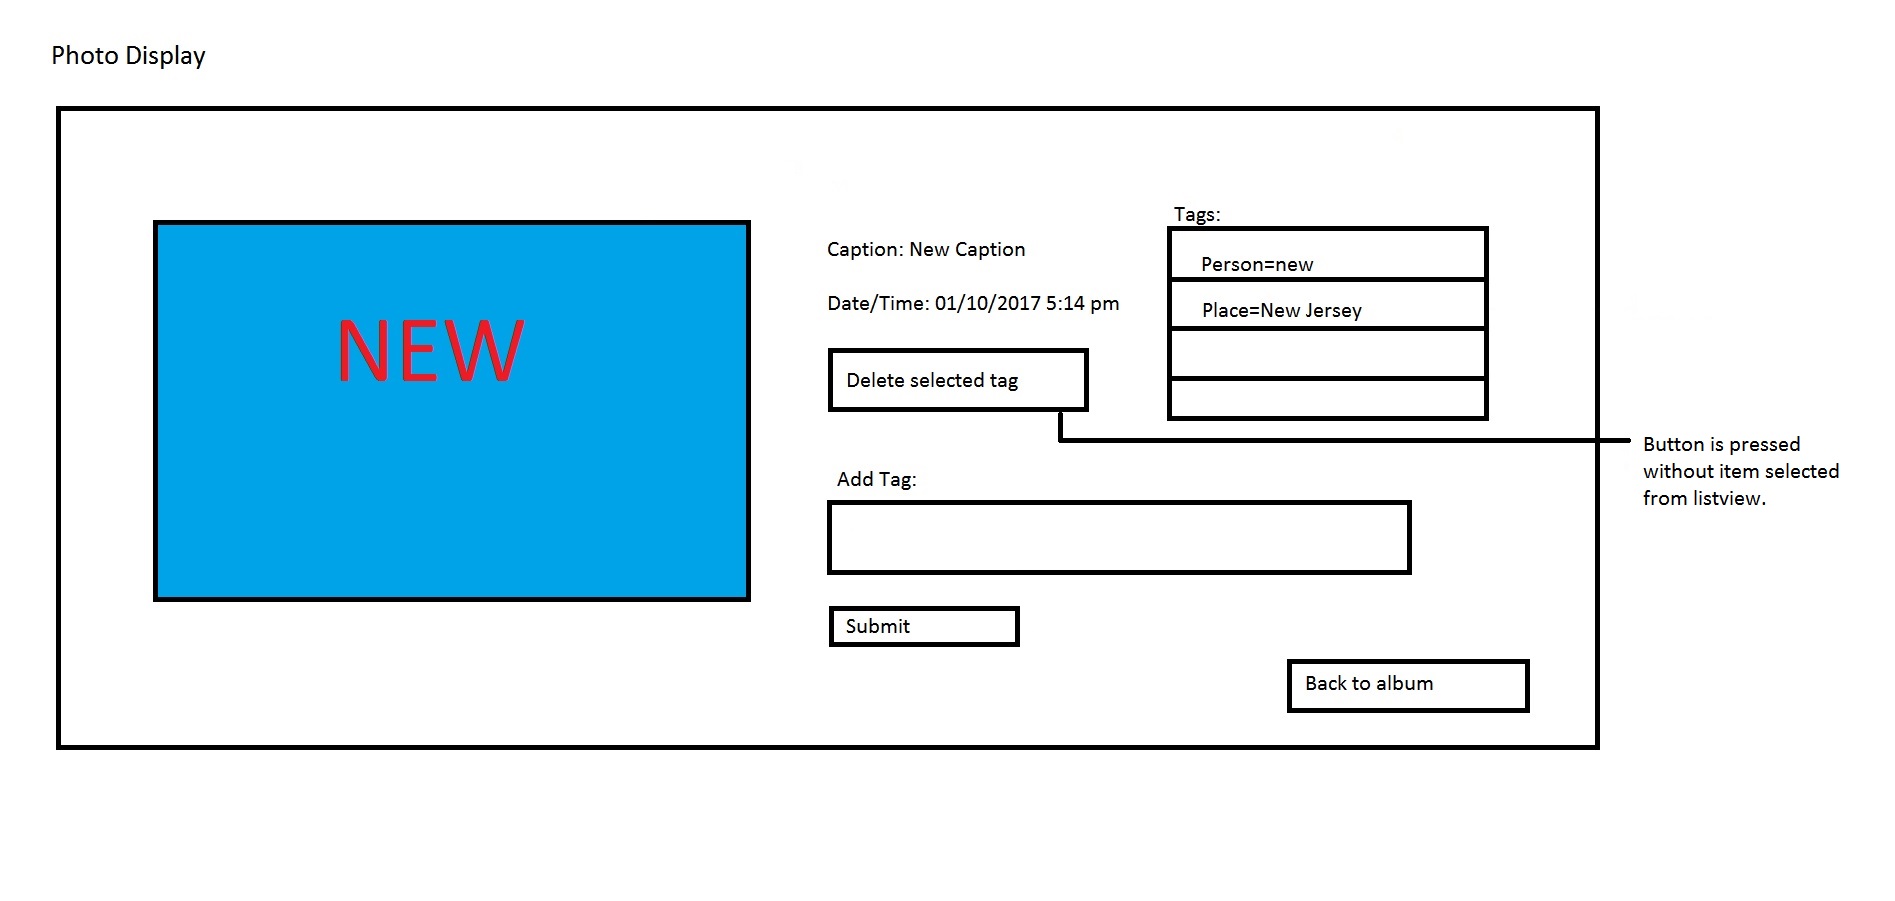 Photo Display
NEW
Caption: New Caption
Date/Time: 01/10/2017 5:14 pm
Delete selected tag
Tags:
Person=new
Place=New Jersey
Button is pressed
without item selected
from listview.
Add Tag:
Submit
Back to album